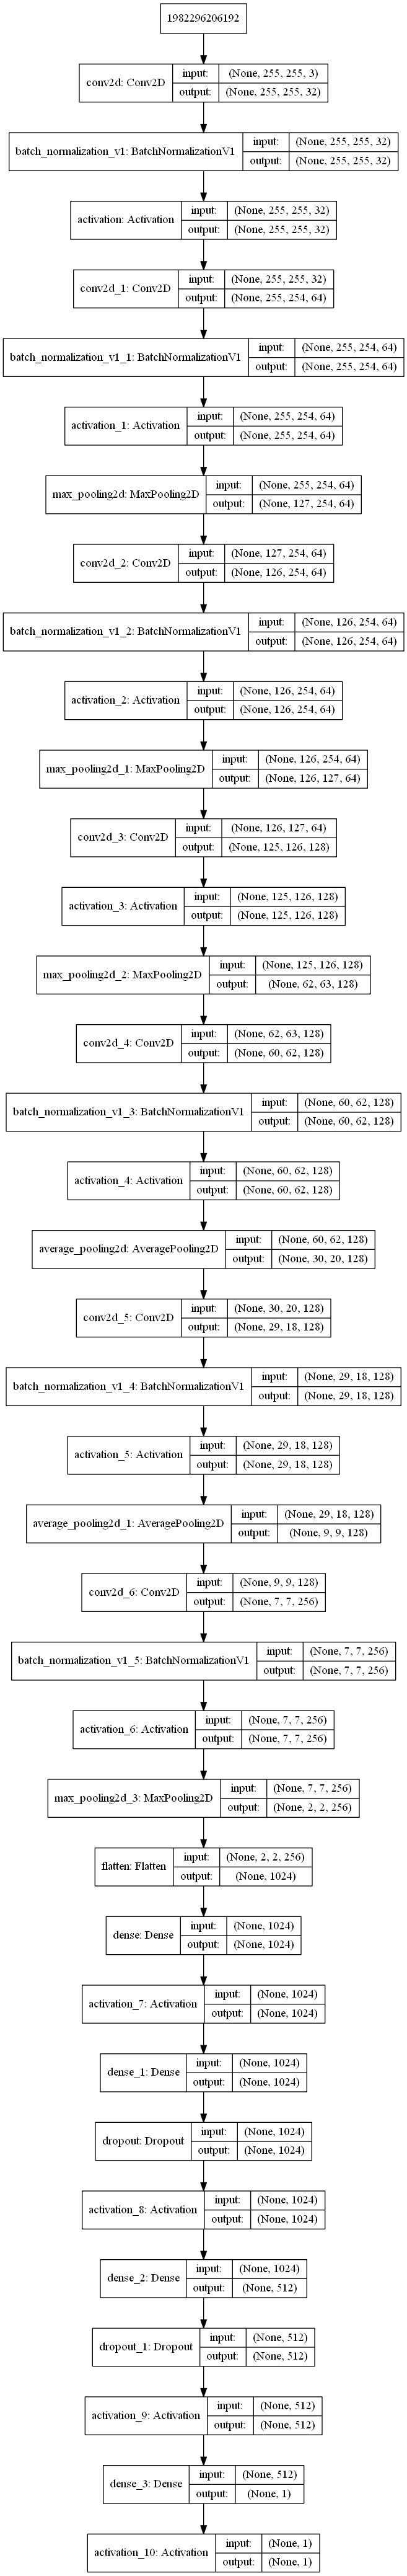 1982296206192
conv2d: Conv2D
input: (None, 255, 255, 3)
output: (None, 255, 255, 32)
batch_normalization_v1: BatchNormalizationV1
input: (None, 255, 255, 32)
output: (None, 255, 255, 32)
activation: Activation
input: (None, 255, 255, 32)
output: (None, 255, 255, 32)
conv2d_1: Conv2D
input: (None, 255, 255, 32)
output: (None, 255, 254, 64)
batch_normalization_v1_1: BatchNormalizationV1
input: (None, 255, 254, 64)
output: (None, 255, 254, 64)
activation_1: Activation
input: (None, 255, 254, 64)
output: (None, 255, 254, 64)
max_pooling2d: MaxPooling2D
input: (None, 255, 254, 64)
output: (None, 127, 254, 64)
conv2d_2: Conv2D
input: (None, 127, 254, 64)
output: (None, 126, 254, 64)
batch_normalization_v1_2: BatchNormalizationV1
input: (None, 126, 254, 64)
output: (None, 126, 254, 64)
activation_2: Activation
input: (None, 126, 254, 64)
output: (None, 126, 254, 64)
max_pooling2d_1: MaxPooling2D
input: (None, 126, 254, 64)
output: (None, 126, 127, 64)
conv2d_3: Conv2D
input: (None, 126, 127, 64)
output: (None, 125, 126, 128)
activation_3: Activation
input: (None, 125, 126, 128)
output: (None, 125, 126, 128)
max_pooling2d_2: MaxPooling2D
input: (None, 125, 126, 128)
output: (None, 62, 63, 128)
conv2d_4: Conv2D
input: (None, 62, 63, 128)
output: (None, 60, 62, 128)
batch_normalization_v1_3: BatchNormalizationV1
input: (None, 60, 62, 128)
output: (None, 60, 62, 128)
activation_4: Activation
input: (None, 60, 62, 128)
output: (None, 60, 62, 128)
average_pooling2d: AveragePooling2D
input: (None, 60, 62, 128)
output: (None, 30, 20, 128)
conv2d_5: Conv2D
input: (None, 30, 20, 128)
output: (None, 29, 18, 128)
batch_normalization_v1_4: BatchNormalizationV1
input: (None, 29, 18, 128)
output: (None, 29, 18, 128)
activation_5: Activation
input: (None, 29, 18, 128)
output: (None, 29, 18, 128)
average_pooling2d_1: AveragePooling2D
input: (None, 29, 18, 128)
output: (None, 9, 9, 128)
conv2d_6: Conv2D
input: (None, 9, 9, 128)
output: (None, 7, 7, 256)
batch_normalization_v1_5: BatchNormalizationV1
input: (None, 7, 7, 256)
output: (None, 7, 7, 256)
activation_6: Activation
input: (None, 7, 7, 256)
output: (None, 7, 7, 256)
max_pooling2d_3: MaxPooling2D
input: (None, 7, 7, 256)
output: (None, 2, 2, 256)
flatten: Flatten
input: (None, 2, 2, 256)
output: (None, 1024)
dense: Dense
input: (None, 1024)
output: (None, 1024)
activation_7: Activation
input: (None, 1024)
output: (None, 1024)
dense_1: Dense
input: (None, 1024)
output: (None, 1024)
dropout: Dropout
input: (None, 1024)
output: (None, 1024)
activation_8: Activation
input: (None, 1024)
output: (None, 1024)
dense_2: Dense
input: (None, 1024)
output: (None, 512)
dropout_1: Dropout
input: (None, 512)
output: (None, 512)
activation_9: Activation
input: (None, 512)
output: (None, 512)
dense_3: Dense
input: (None, 512)
output: (None, 1)
activation_10: Activation
input: (None, 1)
output: (None, 1)